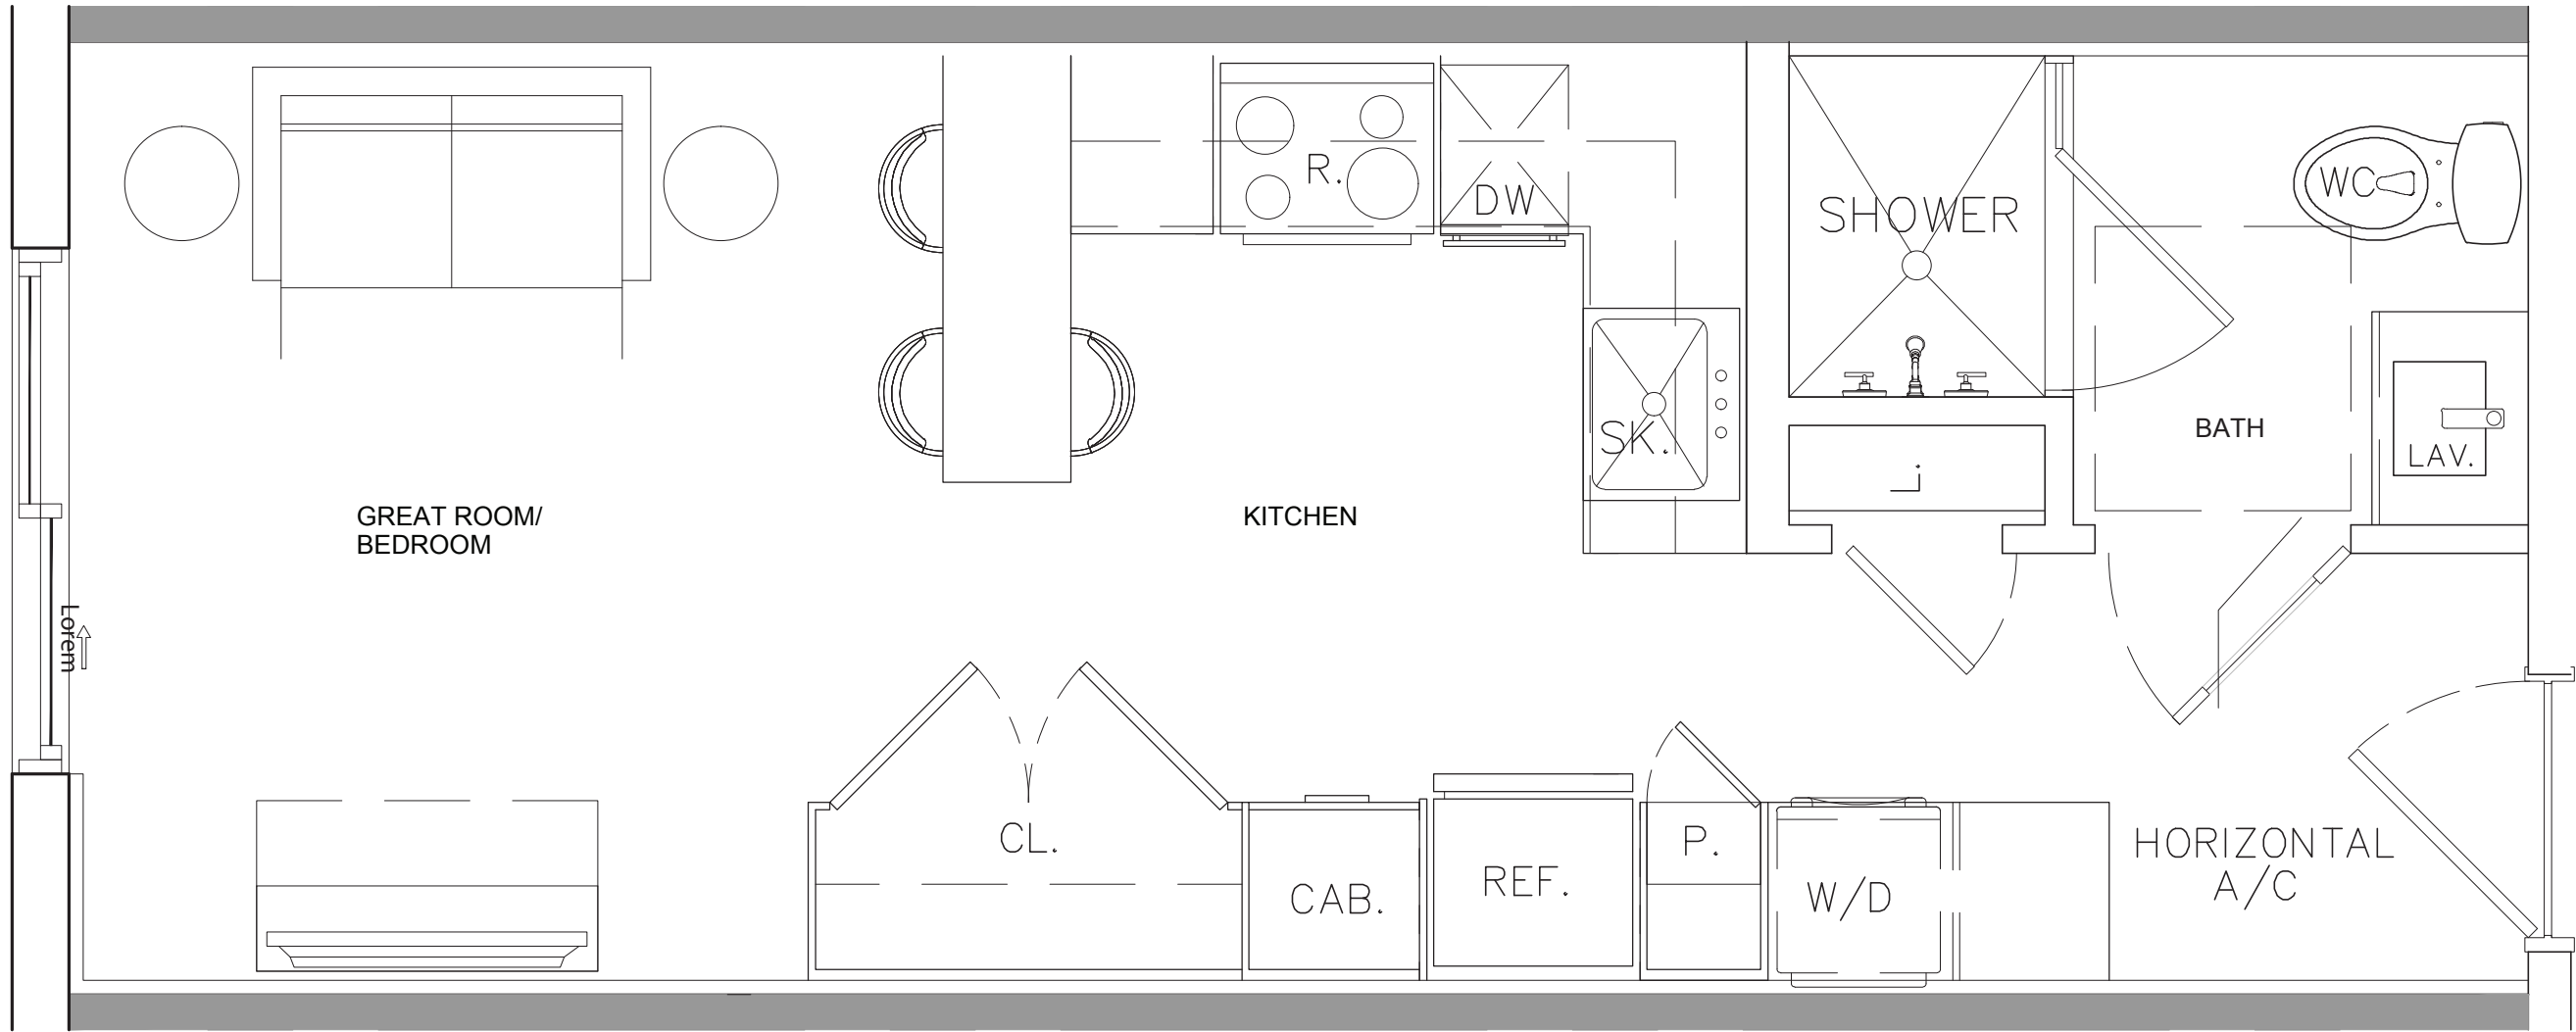 R.
DW
SHOWER
WC
SK.
BATH
LAV.
GREAT ROOM/
BEDROOM
KITCHEN
Lorem
CL.
CAB.
REF.
P.
W/D
HORIZONTAL
A/C